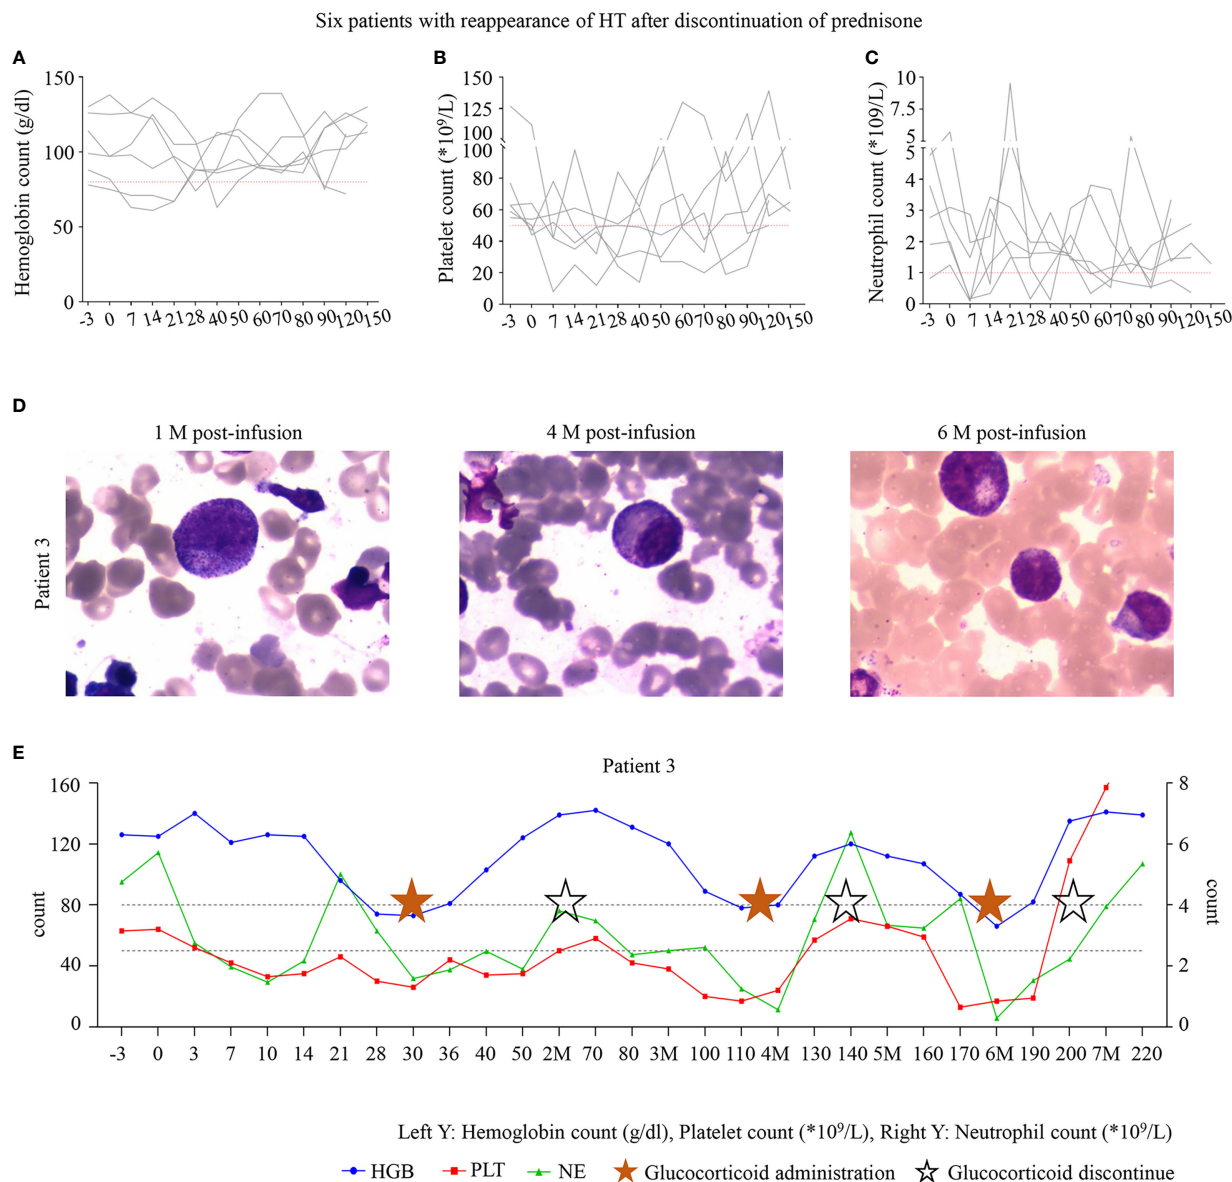 Six patients with reappearance of HT after discontinuation of prednisone
A
B
C
Hemoglobin count (g/dl)
150
100
50
0
-3 0 7 14 21 28 40 50 60 70 90 120 150
Platelet count (*10⁹/L)
150
125
100
100
80
60
40
20
0
-3 0 7 14 21 28 40 50 60 70 90 120 150
Neutrophil count (*109/L)
10
7.5
5
5
4
3
2
1
0
-3 0 7 14 21 28 40 50 60 70 80 90 120 150
D
1 M post-infusion
4 M post-infusion
6 M post-infusion
Patient 3
E
Patient 3
count
160
120
80
40
0
8
6
4
2
0
count
-3 0 3 7 10 14 21 28 30 36 40 50 2M 70 80 3M 100 110 4M 130 140 5M 160 170 6M 190 200 7M 220
Left Y: Hemoglobin count (g/dl), Platelet count (*10⁹/L), Right Y: Neutrophil count (*10⁹/L)
HGB PLT NE Glucocorticoid administration Glucocorticoid discontinue